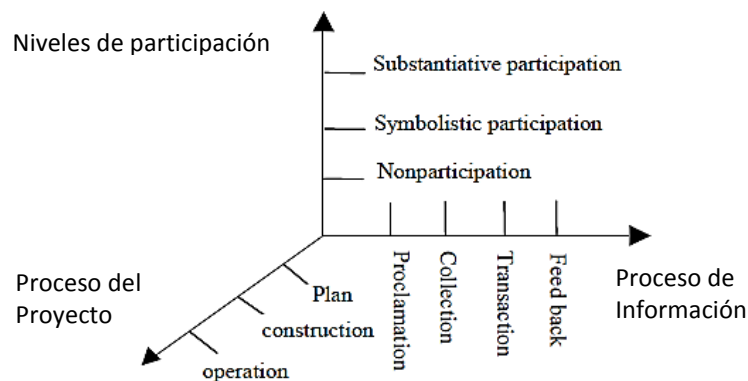 Niveles de participación
Substantiative participation
Symbolistic participation
Nonparticipation
Proclamation
Collection
Transaction
Feed back
Proceso de
Información
Proceso del
Proyecto
Plan
construction
operation